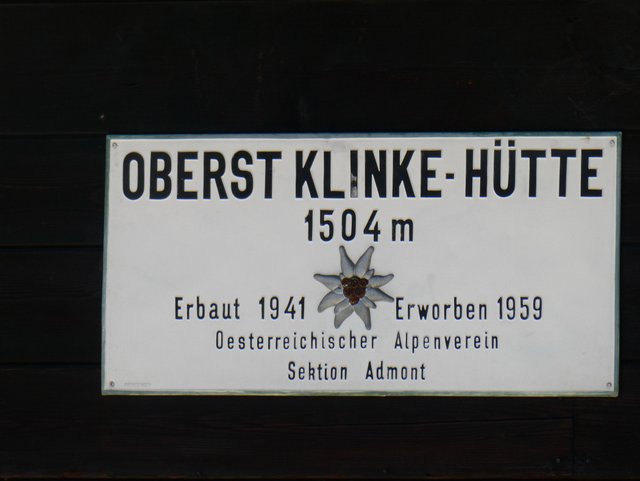 OBERST KLINKE-HÜTTE
1504 m
Erbaut 1941 Erworben 1959
Oesterreichischer Alpenverein
Sektion Admont